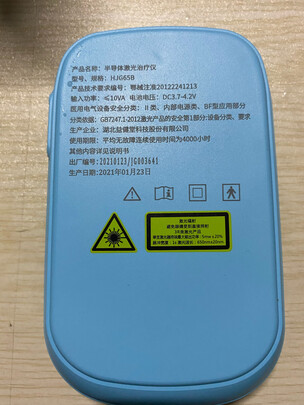 产品名称：半导体激光治疗仪
型号、规格：HJG65B
产品技术要求编号：鄂械注准20122241213
输入功率：≤10VA 电池电压：DC3.7-4.2V
医用电气设备安全分类：II类、内部电源类、BF型应用部分
分类依据：GB7247.1-2012激光产品的安全第1部分：设备分类
生产企业：湖北益健堂科技股份有限公司
使用期限：平均无故障持续使用时间为4000小时
其他内容详见说明书
出厂编号：20210123/JG003641
生产日期：2021年01月23日
激光辐射
避免眼睛受到直接照射
3R类激光产品